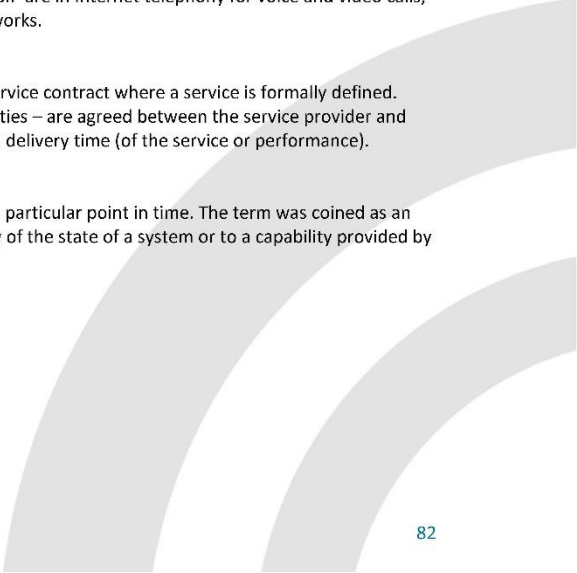 are in Internet telephony for voice and video calls,
works.
rvice contract where a service is formally defined.
ties – are agreed between the service provider and
delivery time (of the service or performance).
particular point in time. The term was coined as an
of the state of a system or to a capability provided by
82